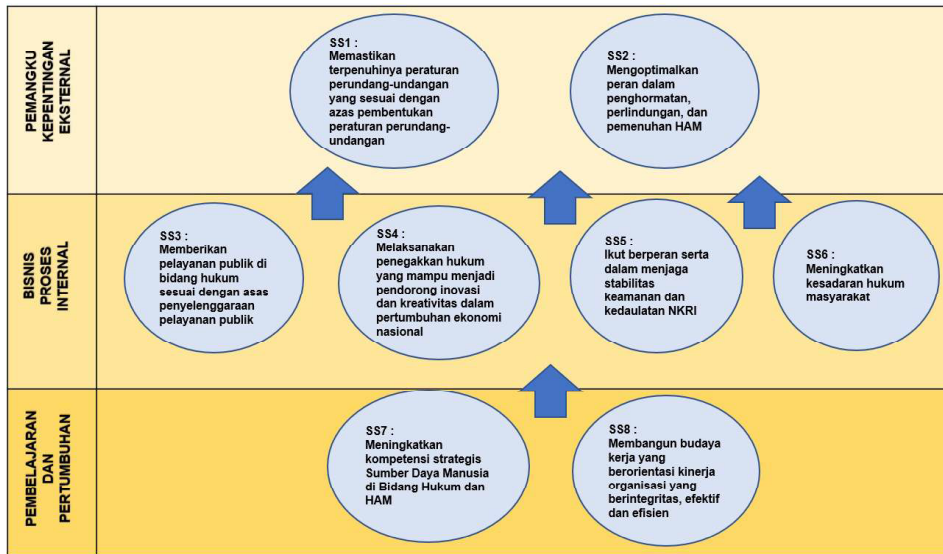 PEMANGKU
KEPENTINGAN
EKSTERNAL
SS1 :
Memastikan
terpenuhinya peraturan
perundang-undangan
yang sesuai dengan
azas pembentukan
peraturan perundang-
undangan
SS2 :
Mengoptimalkan
peran dalam
penghormatan,
perlindungan, dan
pemenuhan HAM
BISNIS
PROSES
INTERNAL
SS3 :
Memberikan
pelayanan publik di
bidang hukum
sesuai dengan asas
penyelenggaraan
pelayanan publik
SS4 :
Melaksanakan
penegakkan hukum
yang mampu menjadi
pendorong inovasi
dan kreativitas dalam
pertumbuhan ekonomi
nasional
SS5 :
Ikut berperan serta
dalam menjaga
stabilitas
keamanan dan
kedaulatan NKRI
SS6 :
Meningkatkan
kesadaran hukum
masyarakat
PEMBELAJARAN
DAN
PERTUMBUHAN
SS7 :
Meningkatkan
kompetensi strategis
Sumber Daya Manusia
di Bidang Hukum dan
HAM
SS8 :
Membangun budaya
kerja yang
berorientasi kinerja
organisasi yang
berintegritas, efektif
dan efisien